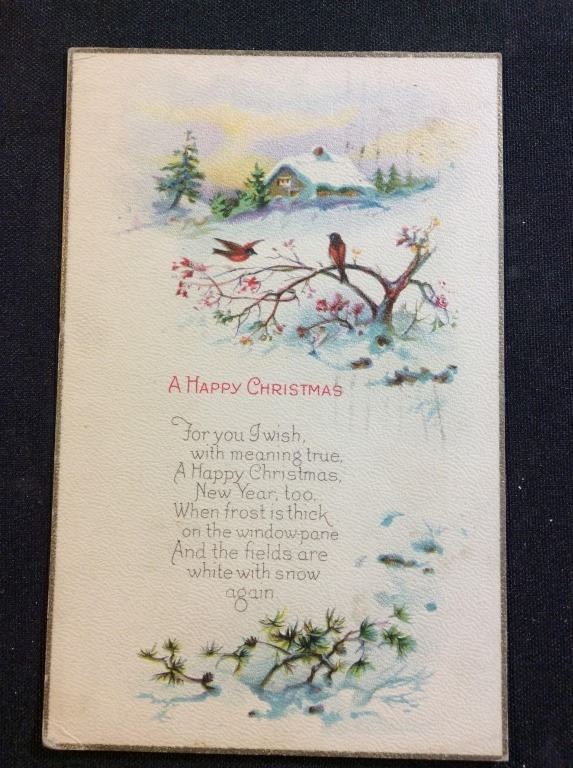 A Happy Christmas
For you I wish,
with meaning true,
A Happy Christmas,
New Year, too,
When frost is thick
on the window-pane
And the fields are
white with snow
again.